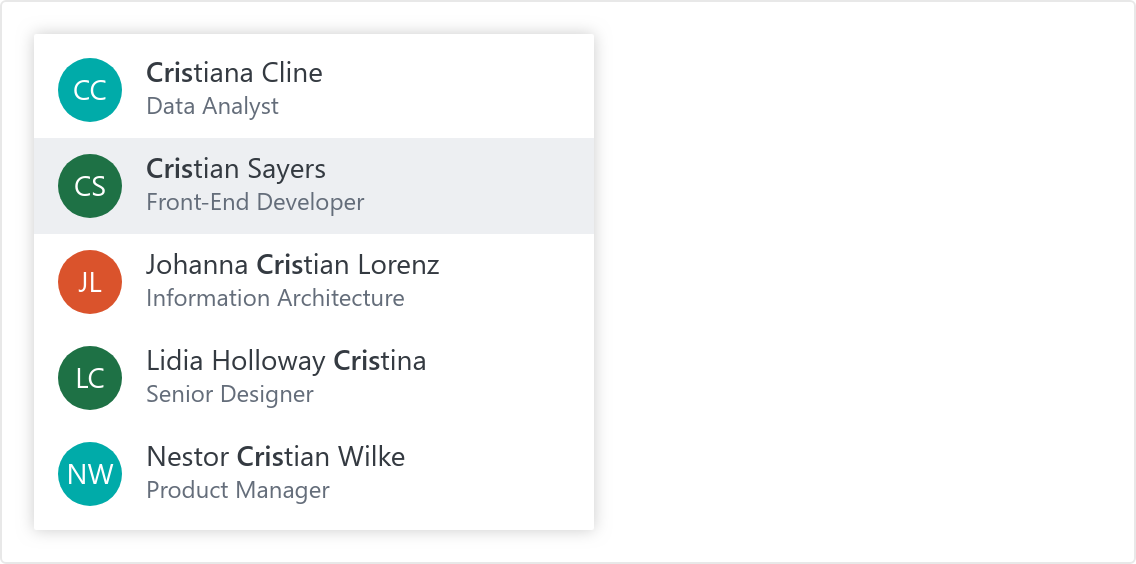 CC
Cristiana Cline
Data Analyst
CS
Cristian Sayers
Front-End Developer
JL
Johanna Cristian Lorenz
Information Architecture
LC
Lidia Holloway Cristina
Senior Designer
NW
Nestor Cristian Wilke
Product Manager